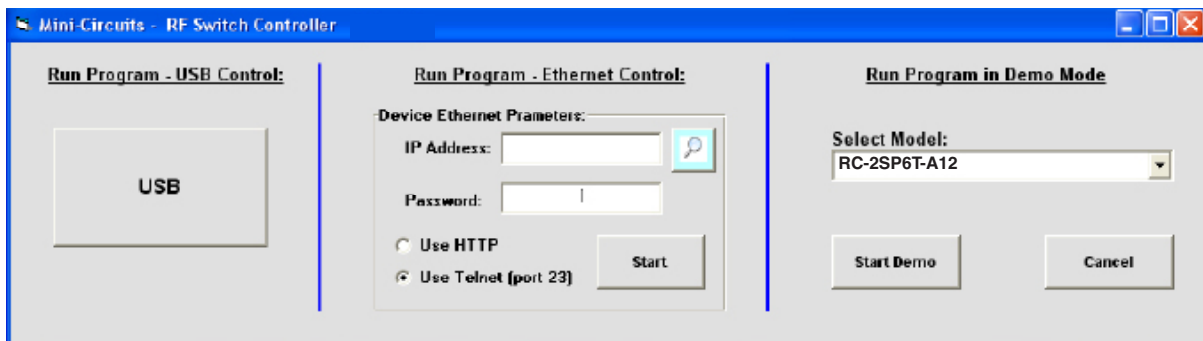 Mini-Circuits - RF Switch Controller
Run Program - USB Control:
USB
Run Program - Ethernet Control:
Device Ethernet Prameters:
IP Address:
Password:
Use HTTP
Use Telnet (port 23)
Start
Run Program in Demo Mode
Select Model:
RC-2SP6T-A12
Start Demo
Cancel